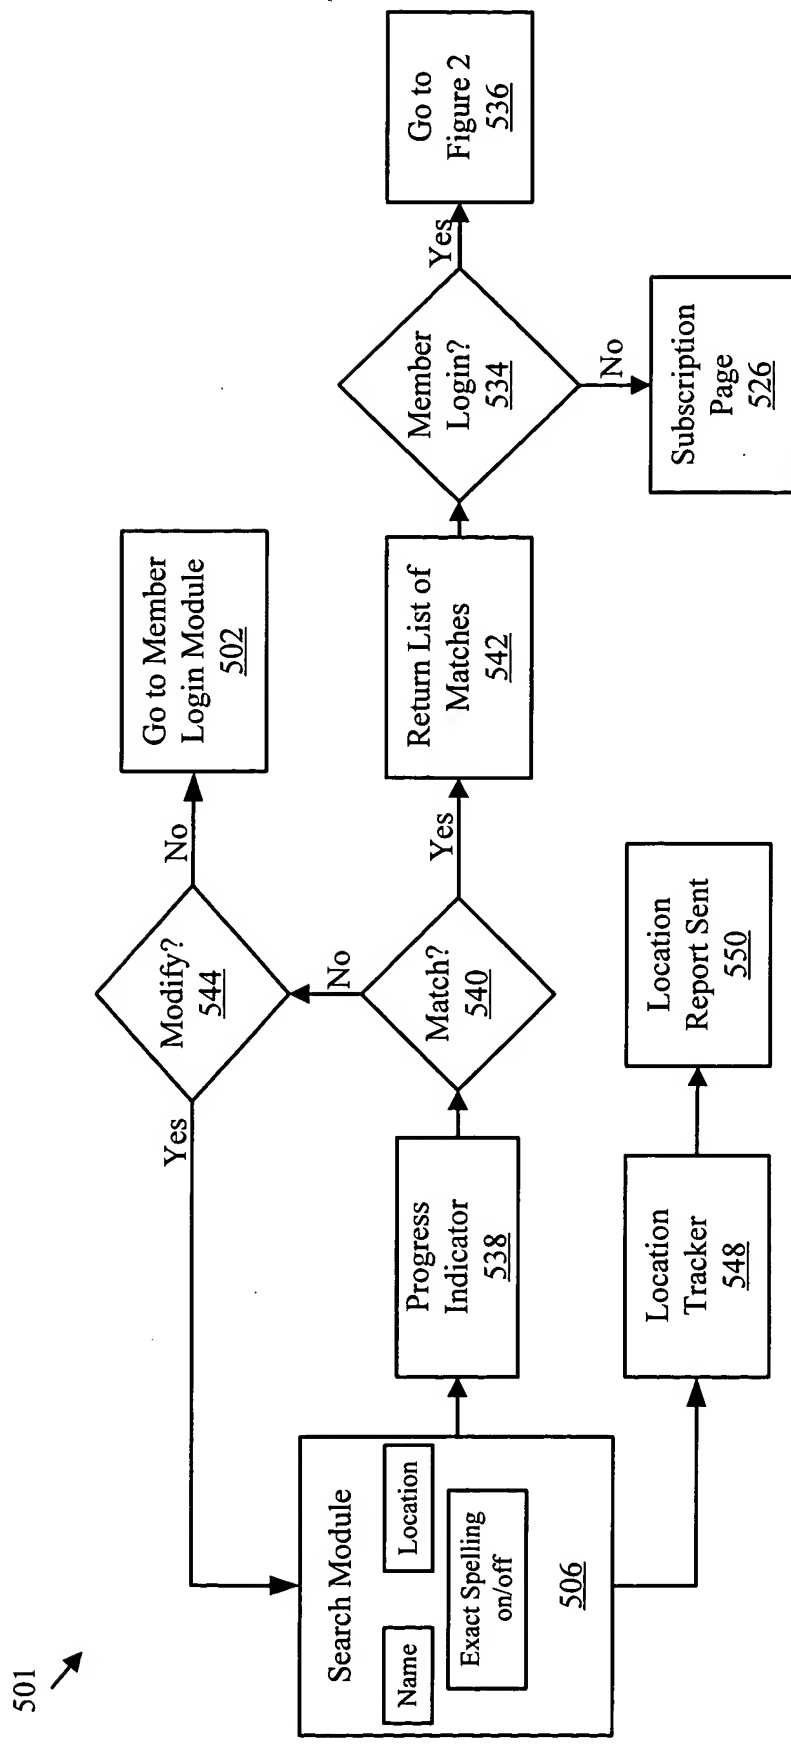 501
Search Module
Name
Location
Exact Spelling
on/off
506
Progress
Indicator
538
Match?
540
No
Yes
Modify?
544
Yes
No
Go to Member
Login Module
502
Return List of
Matches
542
Member
Login?
534
Yes
Go to
Figure 2
536
No
Subscription
Page
526
Location
Tracker
548
Location
Report Sent
550